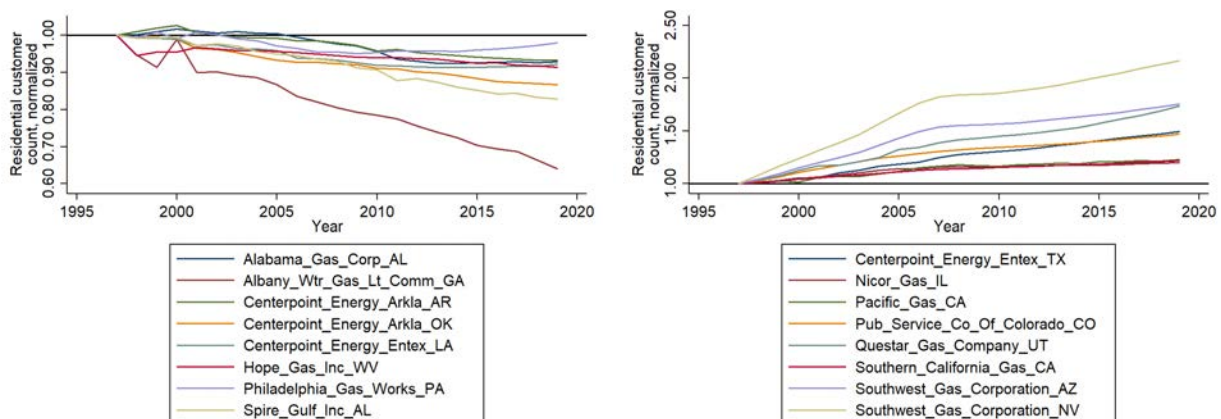 Residential customer
count, normalized
1.00
0.90
0.80
0.70
0.60
1995
2000
2005
2010
2015
2020
Year
Alabama_Gas_Corp_AL
Albany_Wtr_Gas_Lt_Comm_GA
Centerpoint_Energy_Arkla_AR
Centerpoint_Energy_Arkla_OK
Centerpoint_Energy_Entex_LA
Hope_Gas_Inc_WV
Philadelphia_Gas_Works_PA
Spire_Gulf_Inc_AL
Residential customer
count, normalized
2.50
2.00
1.50
1.00
1995
2000
2005
2010
2015
2020
Year
Centerpoint_Energy_Entex_TX
Nicor_Gas_IL
Pacific_Gas_CA
Pub_Service_Co_Of_Colorado_CO
Questar_Gas_Company_UT
Southern_California_Gas_CA
Southwest_Gas_Corporation_AZ
Southwest_Gas_Corporation_NV